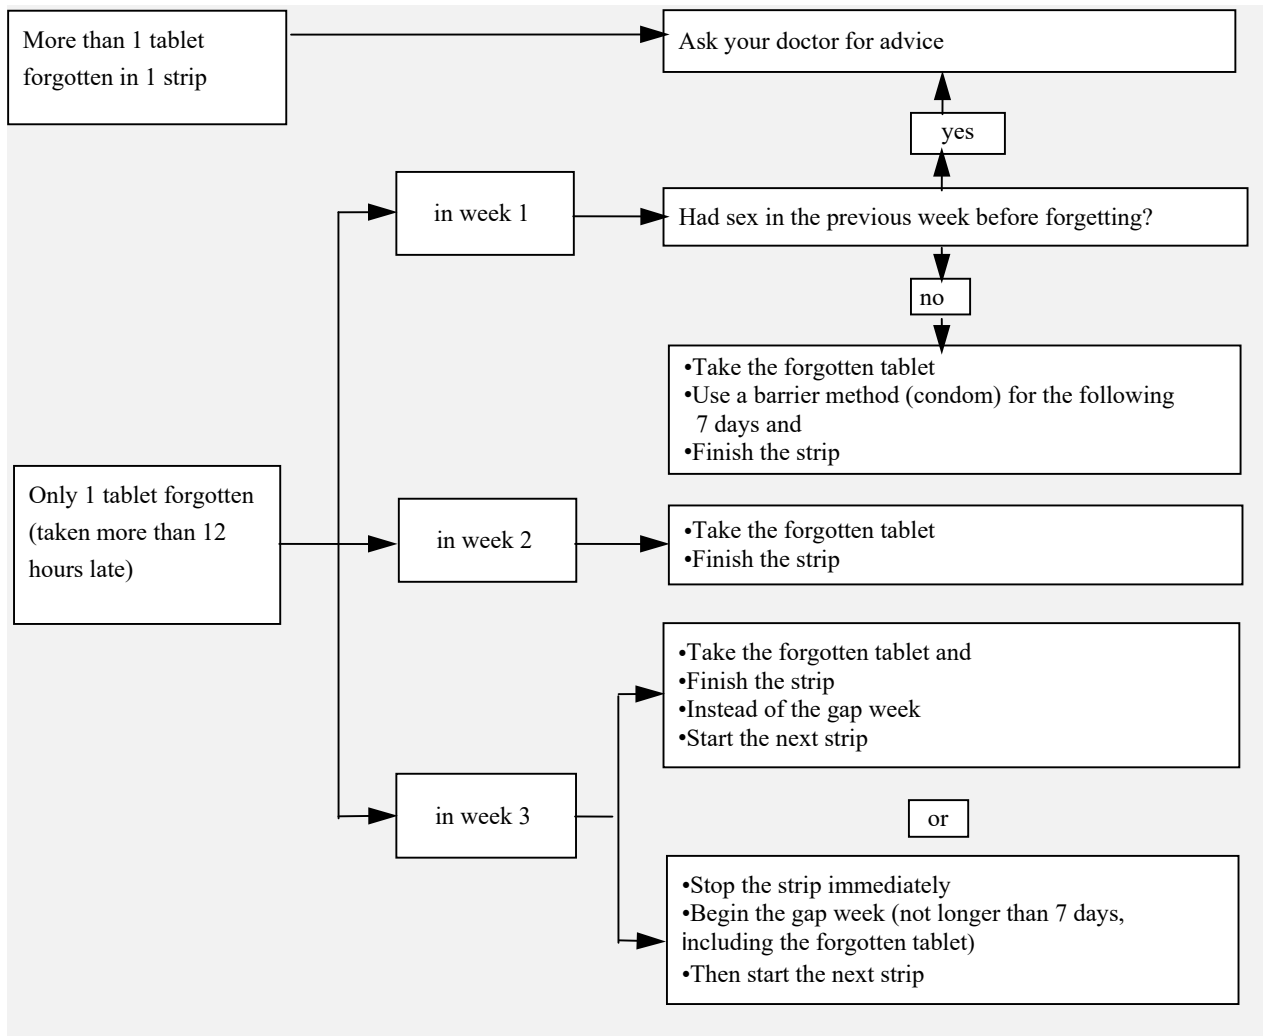 More than 1 tablet
forgotten in 1 strip
Ask your doctor for advice
yes
in week 1
Had sex in the previous week before forgetting?
no
•Take the forgotten tablet
•Use a barrier method (condom) for the following
7 days and
•Finish the strip
Only 1 tablet forgotten
(taken more than 12
hours late)
in week 2
•Take the forgotten tablet
•Finish the strip
•Take the forgotten tablet and
•Finish the strip
•Instead of the gap week
•Start the next strip
in week 3
or
•Stop the strip immediately
•Begin the gap week (not longer than 7 days,
including the forgotten tablet)
•Then start the next strip